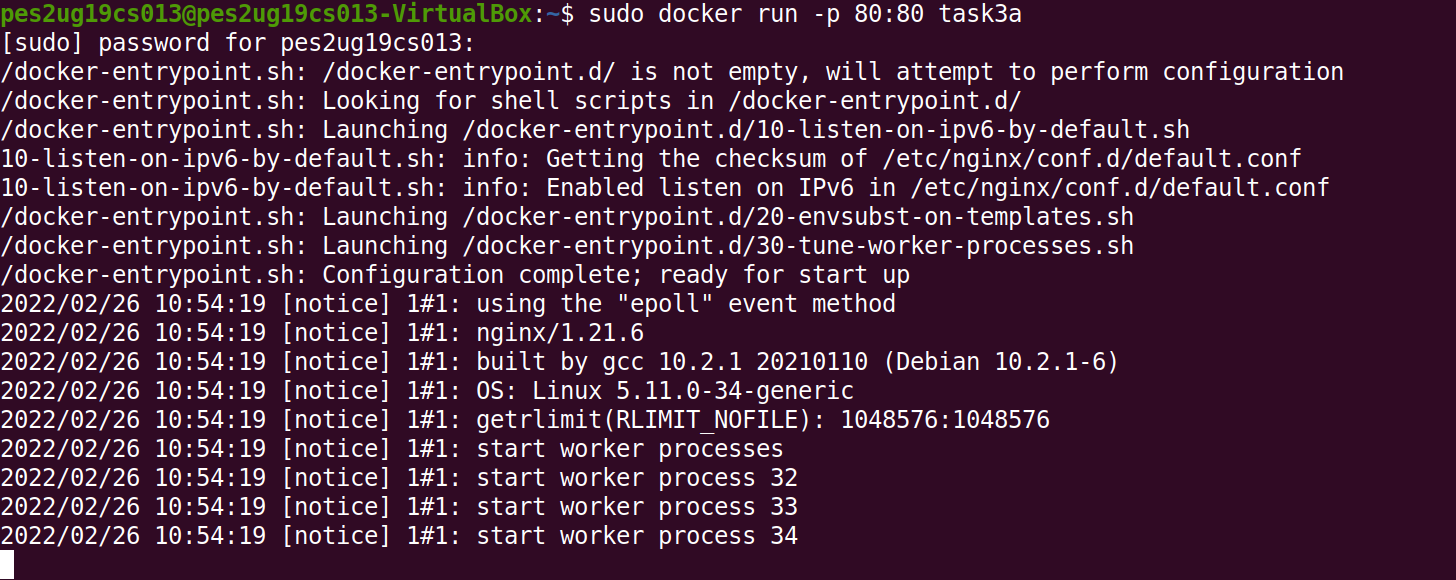 pes2ug19cs013@pes2ug19cs013-VirtualBox:~$ sudo docker run -p 80:80 task3a
[sudo] password for pes2ug19cs013:
/docker-entrypoint.sh: /docker-entrypoint.d/ is not empty, will attempt to perform configuration
/docker-entrypoint.sh: Looking for shell scripts in /docker-entrypoint.d/
/docker-entrypoint.sh: Launching /docker-entrypoint.d/10-listen-on-ipv6-by-default.sh
10-listen-on-ipv6-by-default.sh: info: Getting the checksum of /etc/nginx/conf.d/default.conf
10-listen-on-ipv6-by-default.sh: info: Enabled listen on IPv6 in /etc/nginx/conf.d/default.conf
/docker-entrypoint.sh: Launching /docker-entrypoint.d/20-envsubst-on-templates.sh
/docker-entrypoint.sh: Launching /docker-entrypoint.d/30-tune-worker-processes.sh
/docker-entrypoint.sh: Configuration complete; ready for start up
2022/02/26 10:54:19 [notice] 1#1: using the "epoll" event method
2022/02/26 10:54:19 [notice] 1#1: nginx/1.21.6
2022/02/26 10:54:19 [notice] 1#1: built by gcc 10.2.1 20210110 (Debian 10.2.1-6)
2022/02/26 10:54:19 [notice] 1#1: OS: Linux 5.11.0-34-generic
2022/02/26 10:54:19 [notice] 1#1: getrlimit(RLIMIT_NOFILE): 1048576:1048576
2022/02/26 10:54:19 [notice] 1#1: start worker processes
2022/02/26 10:54:19 [notice] 1#1: start worker process 32
2022/02/26 10:54:19 [notice] 1#1: start worker process 33
2022/02/26 10:54:19 [notice] 1#1: start worker process 34